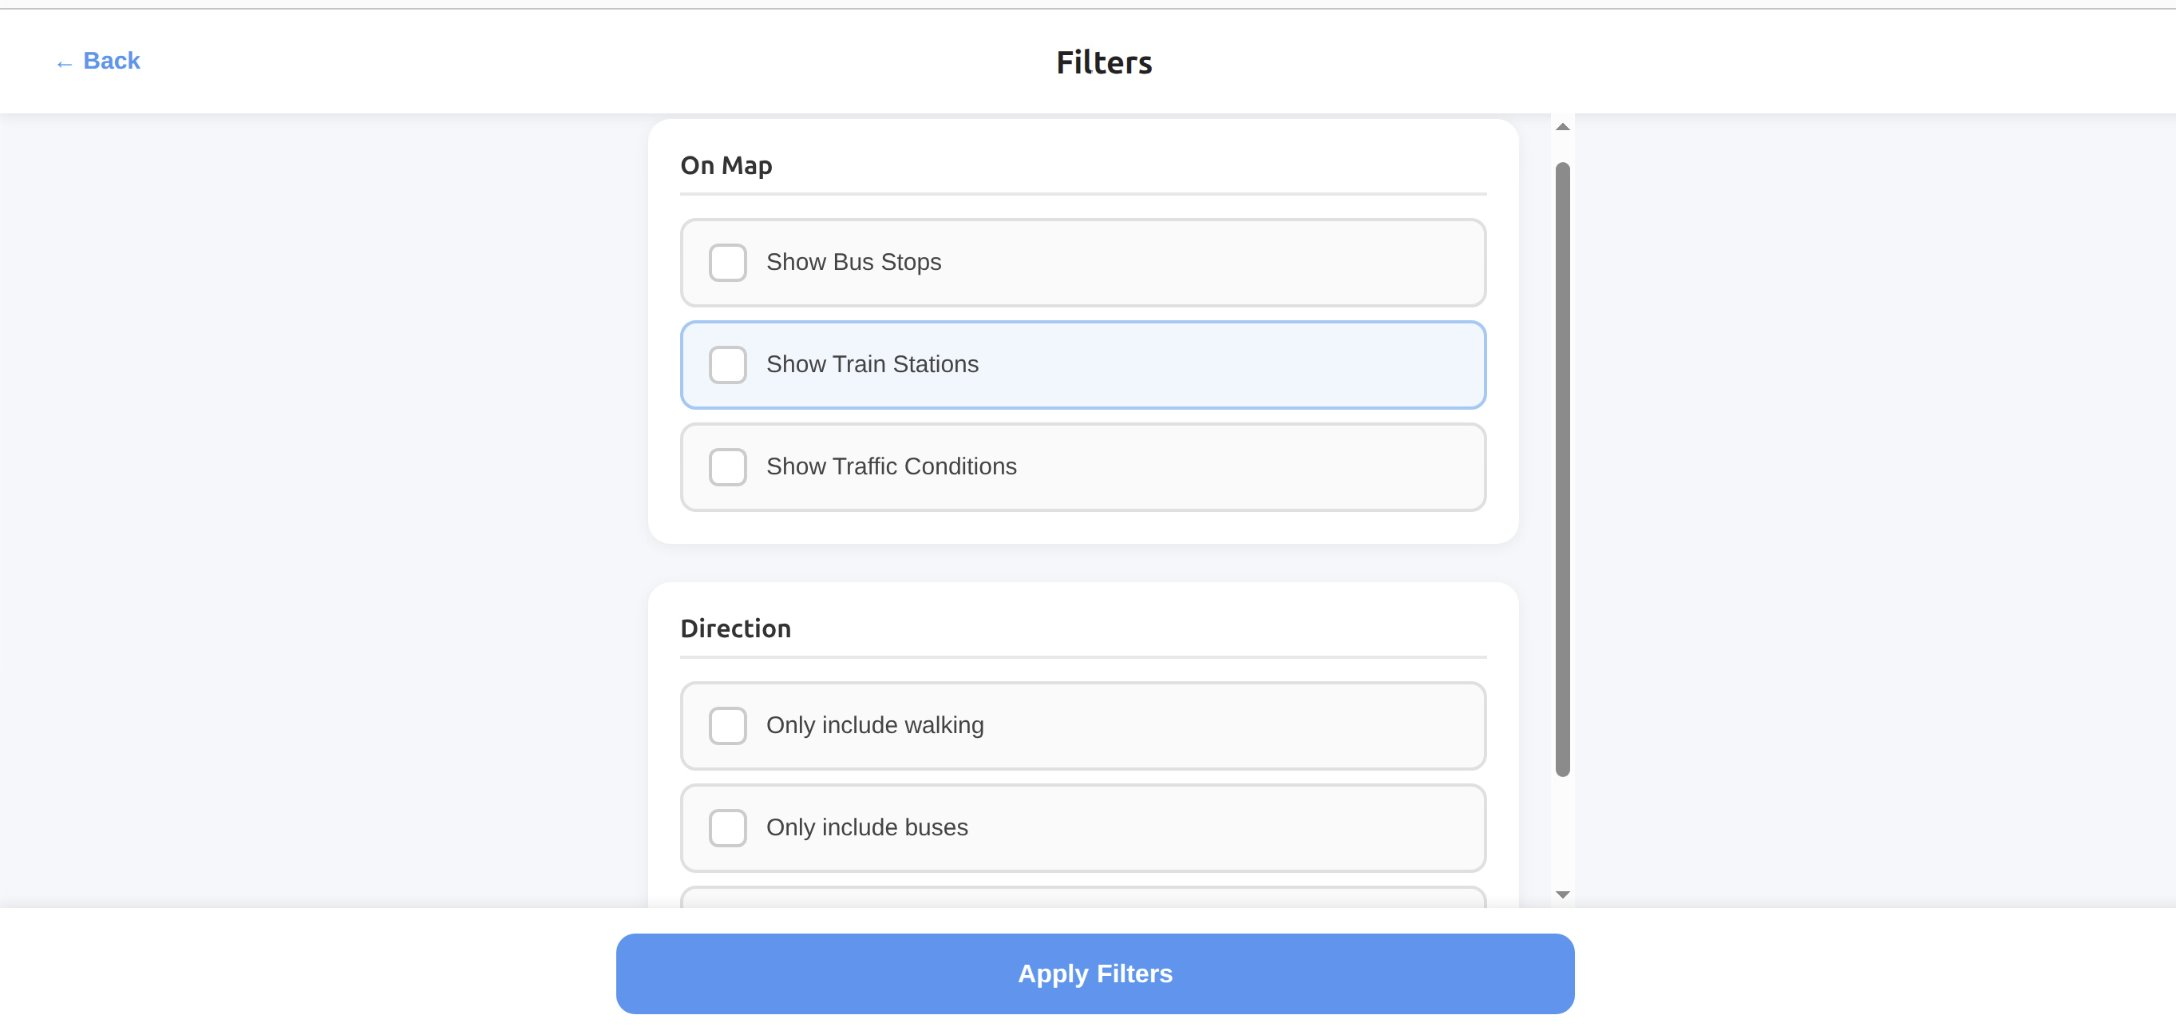 ← Back
Filters
On Map
Show Bus Stops
Show Train Stations
Show Traffic Conditions
Direction
Only include walking
Only include buses
Apply Filters